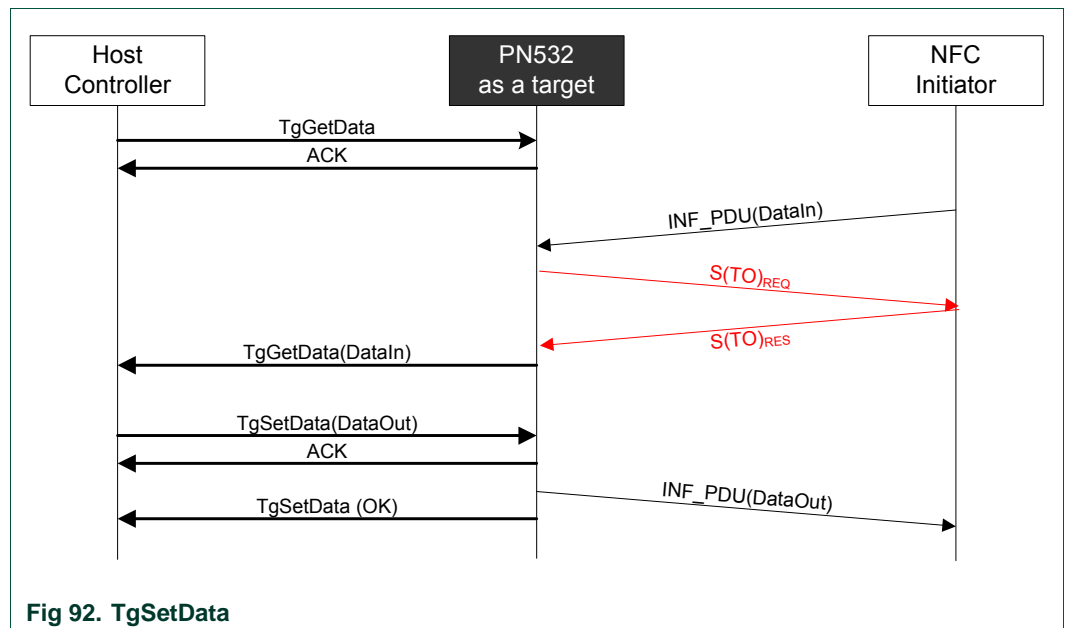 Host
Controller
PN532
as a target
NFC
Initiator
TgGetData
ACK
INF_PDU(DataIn)
S(TO)REQ
S(TO)RES
TgGetData(DataIn)
TgSetData(DataOut)
ACK
INF_PDU(DataOut)
TgSetData (OK)
Fig 92. TgSetData